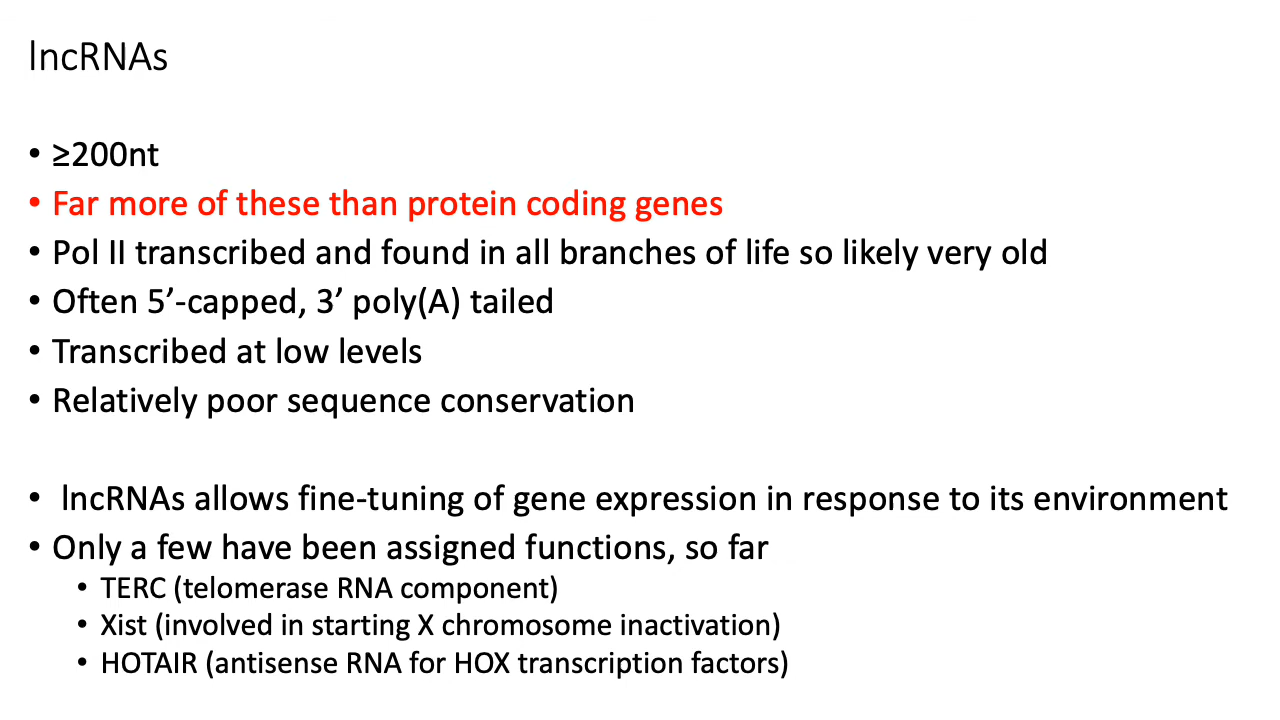 lncRNAs
• ≥200nt
• Far more of these than protein coding genes
• Pol II transcribed and found in all branches of life so likely very old
• Often 5’-capped, 3’ poly(A) tailed
• Transcribed at low levels
• Relatively poor sequence conservation
• lncRNAs allows fine-tuning of gene expression in response to its environment
• Only a few have been assigned functions, so far
• TERC (telomerase RNA component)
• Xist (involved in starting X chromosome inactivation)
• HOTAIR (antisense RNA for HOX transcription factors)